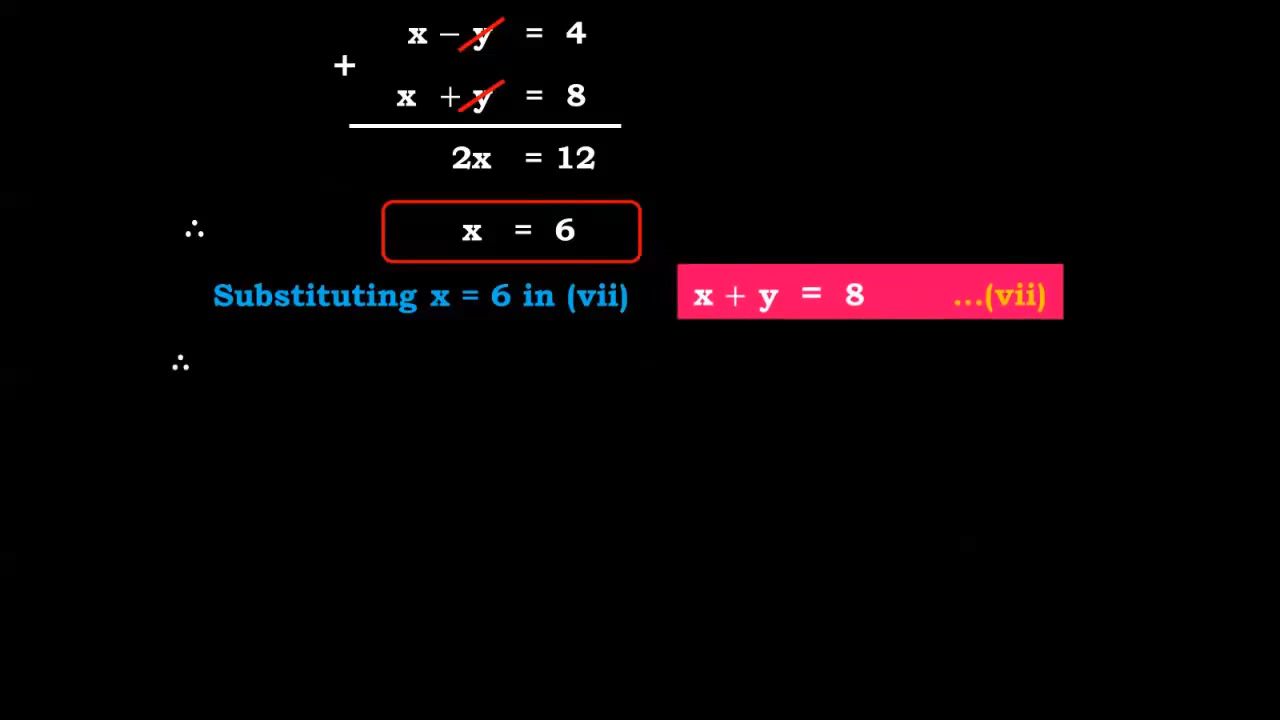 x − y = 4
+
x + y = 8
2x = 12
∴ x = 6
Substituting x = 6 in (vii) x + y = 8 ...(vii)
∴